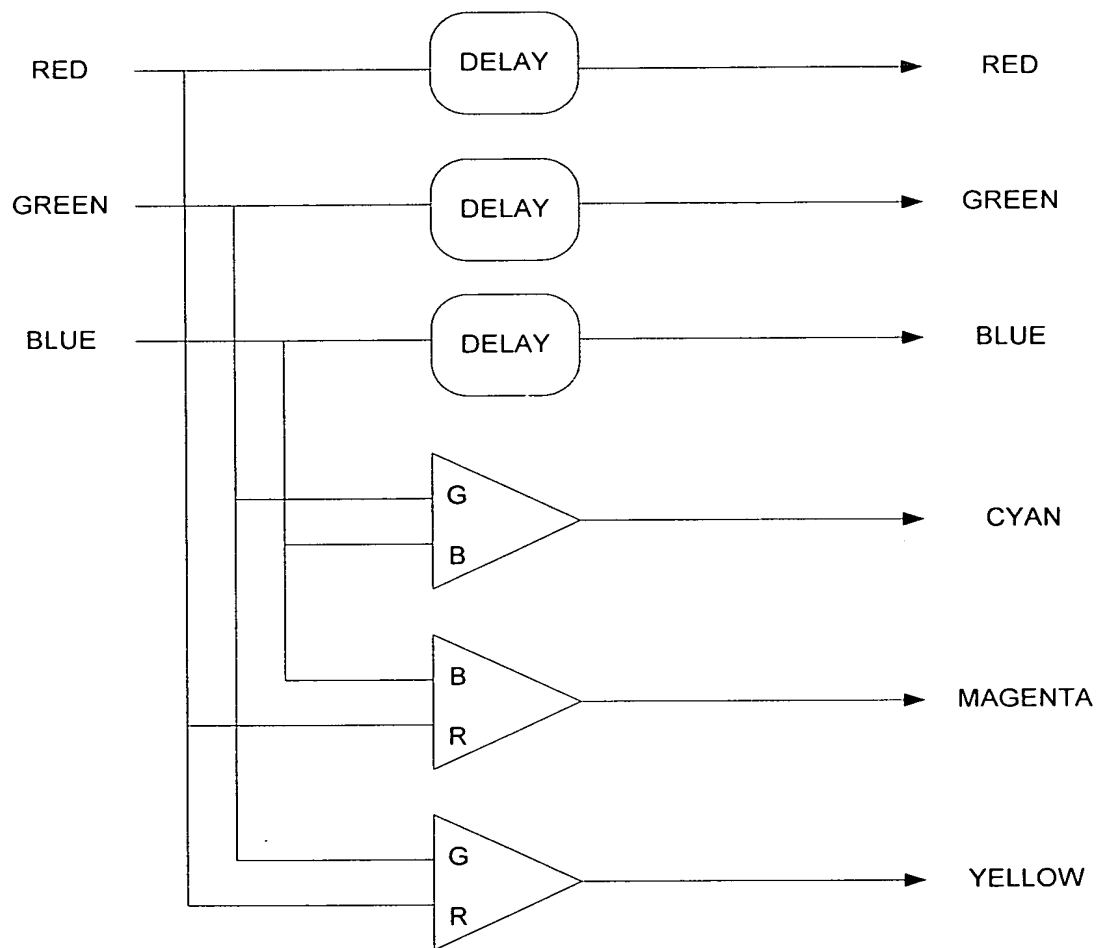 RED DELAY RED
GREEN DELAY GREEN
BLUE DELAY BLUE
G
B
CYAN
B
R
MAGENTA
G
R
YELLOW